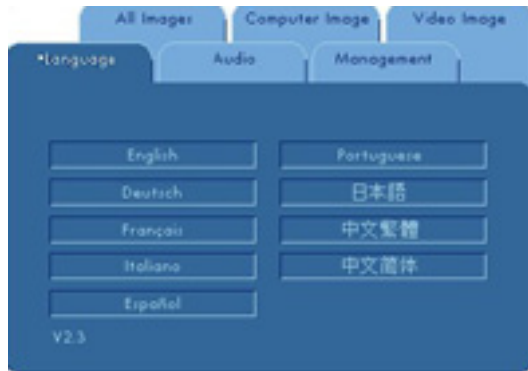 All Images Computer Image Video Image
•Language Audio Management
English Portuguese
Deutsch 日本語
Français 中文繁體
Italiano 中文简体
Español
V2.3